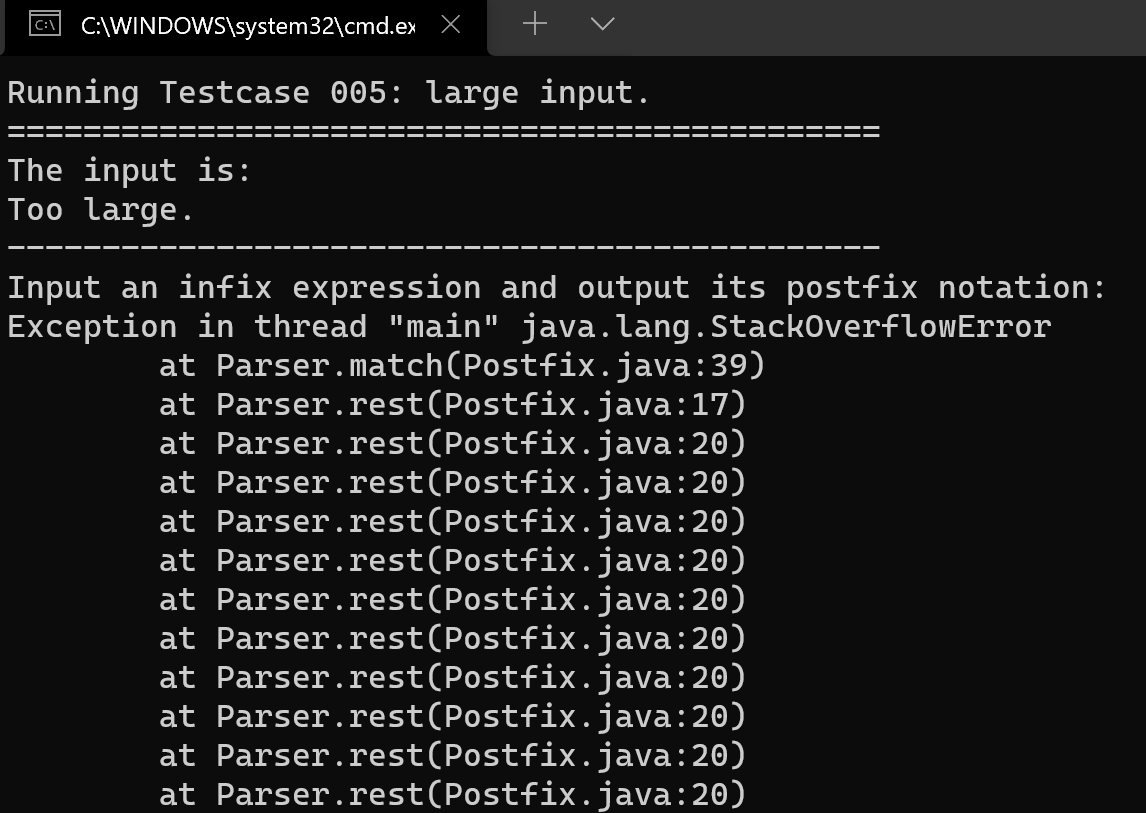 C:\WINDOWS\system32\cmd.ex
Running Testcase 005: large input.
==============================================
The input is:
Too large.
----------------------------------------------
Input an infix expression and output its postfix notation:
Exception in thread "main" java.lang.StackOverflowError
        at Parser.match(Postfix.java:39)
        at Parser.rest(Postfix.java:17)
        at Parser.rest(Postfix.java:20)
        at Parser.rest(Postfix.java:20)
        at Parser.rest(Postfix.java:20)
        at Parser.rest(Postfix.java:20)
        at Parser.rest(Postfix.java:20)
        at Parser.rest(Postfix.java:20)
        at Parser.rest(Postfix.java:20)
        at Parser.rest(Postfix.java:20)
        at Parser.rest(Postfix.java:20)
        at Parser.rest(Postfix.java:20)